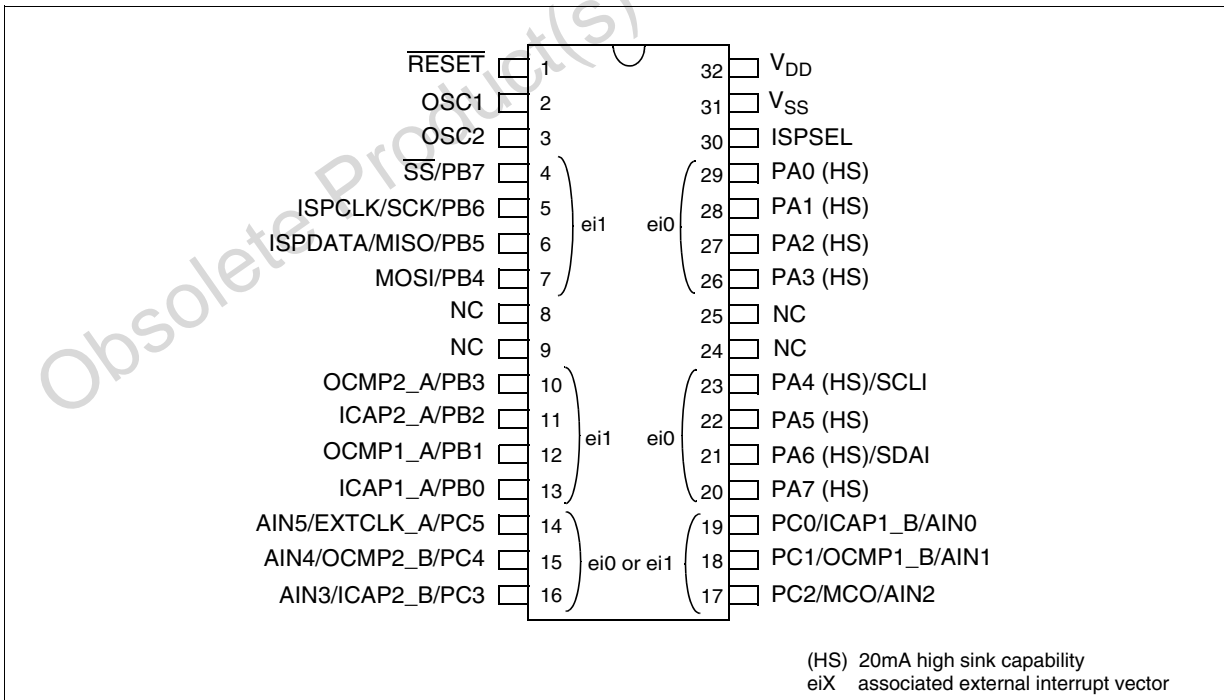 Obsolete Product(s)
RESET 1 32 VDD
OSC1 2 31 VSS
OSC2 3 30 ISPSEL
SS/PB7 4 29 PA0 (HS)
ISPCLK/SCK/PB6 5 28 PA1 (HS)
ei1 ei0
ISPDATA/MISO/PB5 6 27 PA2 (HS)
MOSI/PB4 7 26 PA3 (HS)
NC 8 25 NC
NC 9 24 NC
OCMP2_A/PB3 10 23 PA4 (HS)/SCLI
ICAP2_A/PB2 11 22 PA5 (HS)
ei1 ei0
OCMP1_A/PB1 12 21 PA6 (HS)/SDAI
ICAP1_A/PB0 13 20 PA7 (HS)
AIN5/EXTCLK_A/PC5 14 19 PC0/ICAP1_B/AIN0
AIN4/OCMP2_B/PC4 15 ei0 or ei1 18 PC1/OCMP1_B/AIN1
AIN3/ICAP2_B/PC3 16 17 PC2/MCO/AIN2
(HS) 20mA high sink capability
eiX associated external interrupt vector